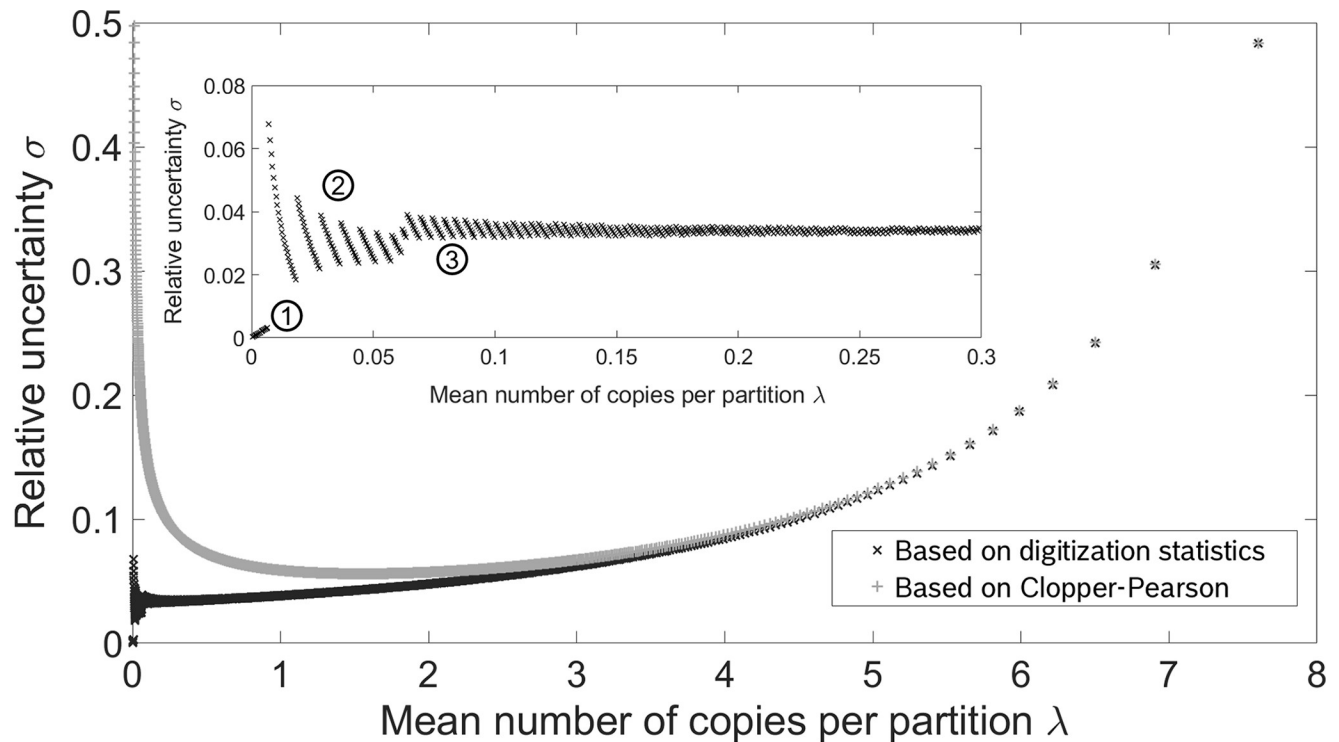 Relative uncertainty σ
0.5
0.4
0.3
0.2
0.1
0
0 1 2 3 4 5 6 7 8
Mean number of copies per partition λ
Relative uncertainty σ
0.08
0.06
0.04
0.02
0
0 0.05 0.1 0.15 0.2 0.25 0.3
Mean number of copies per partition λ
①
②
③
× Based on digitization statistics
+ Based on Clopper-Pearson